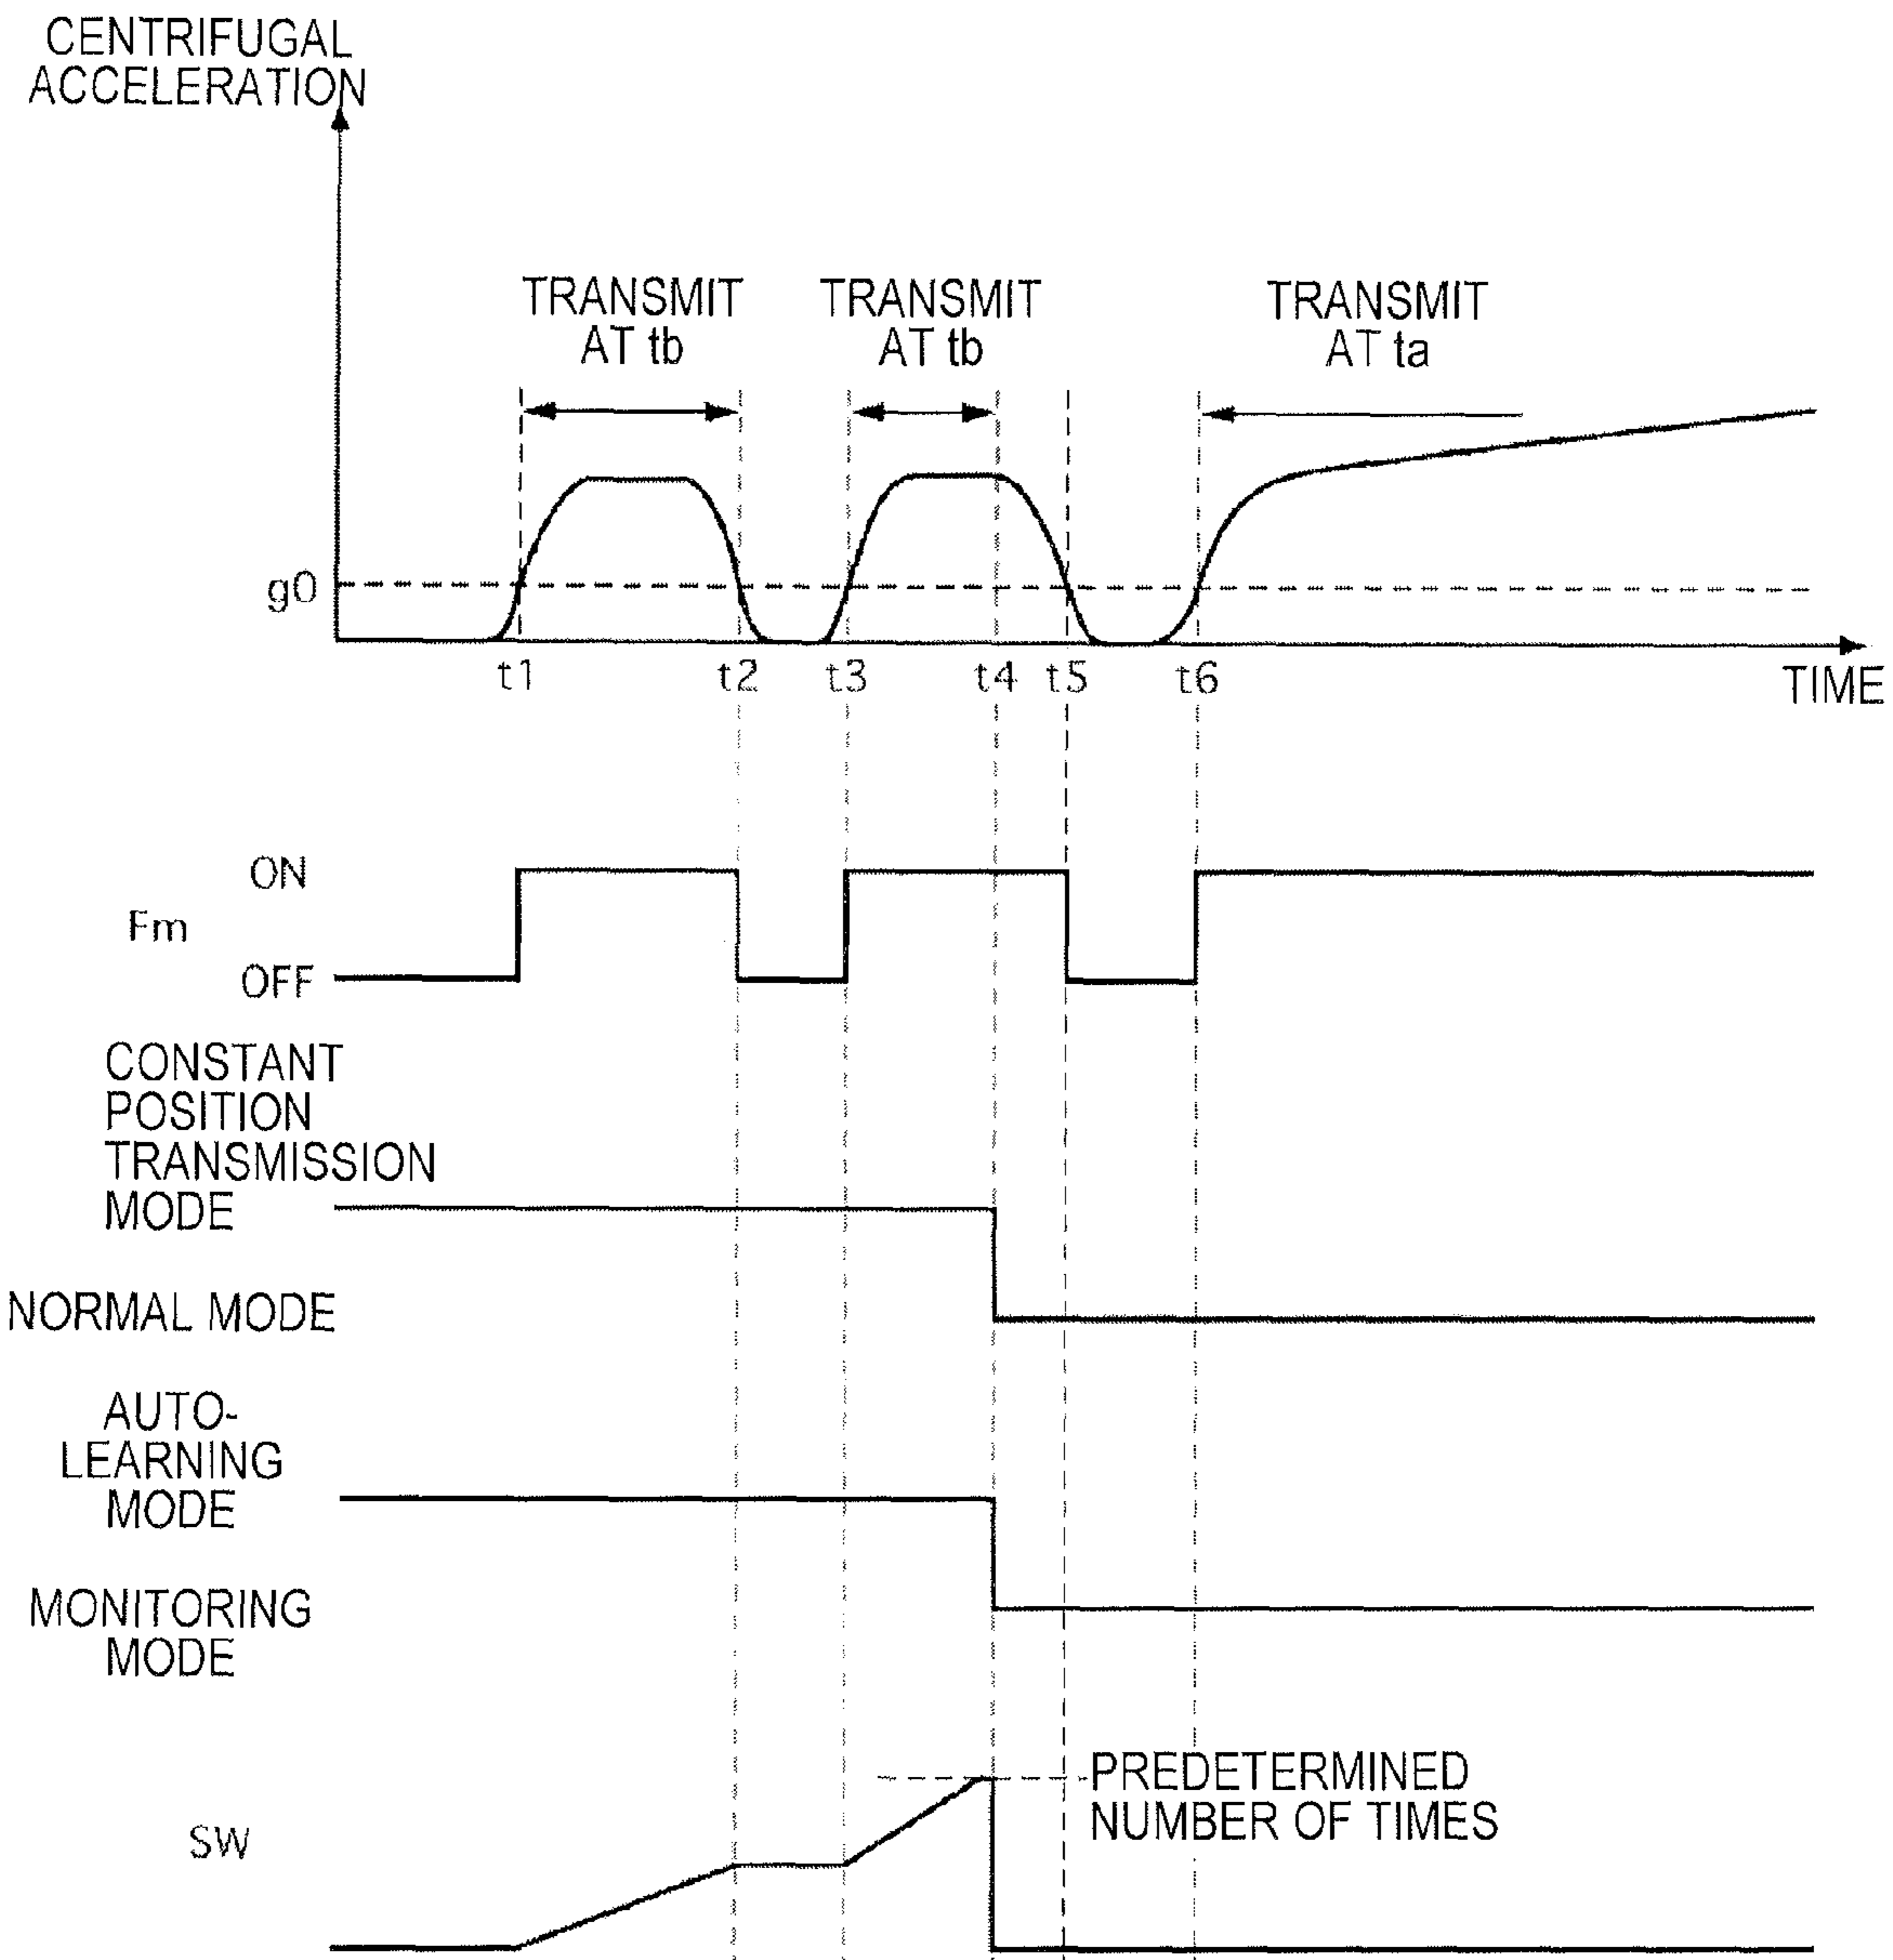 CENTRIFUGAL
ACCELERATION
TRANSMIT
AT tb
TRANSMIT
AT tb
TRANSMIT
AT ta
g0
t1
t2
t3
t4
t5
t6
TIME
ON
Fm
OFF
CONSTANT
POSITION
TRANSMISSION
MODE
NORMAL MODE
AUTO-
LEARNING
MODE
MONITORING
MODE
PREDETERMINED
NUMBER OF TIMES
SW